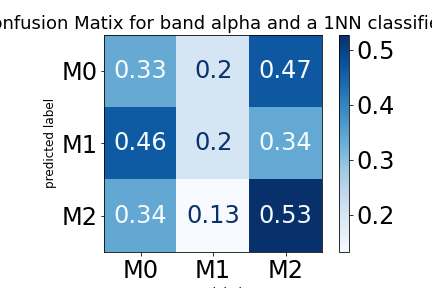 onfusion Matix for band alpha and a 1NN classifie
M0 0.33 0.2 0.47
M1 0.46 0.2 0.34
M2 0.34 0.13 0.53
M0 M1 M2
predicted label
0.5
0.4
0.3
0.2